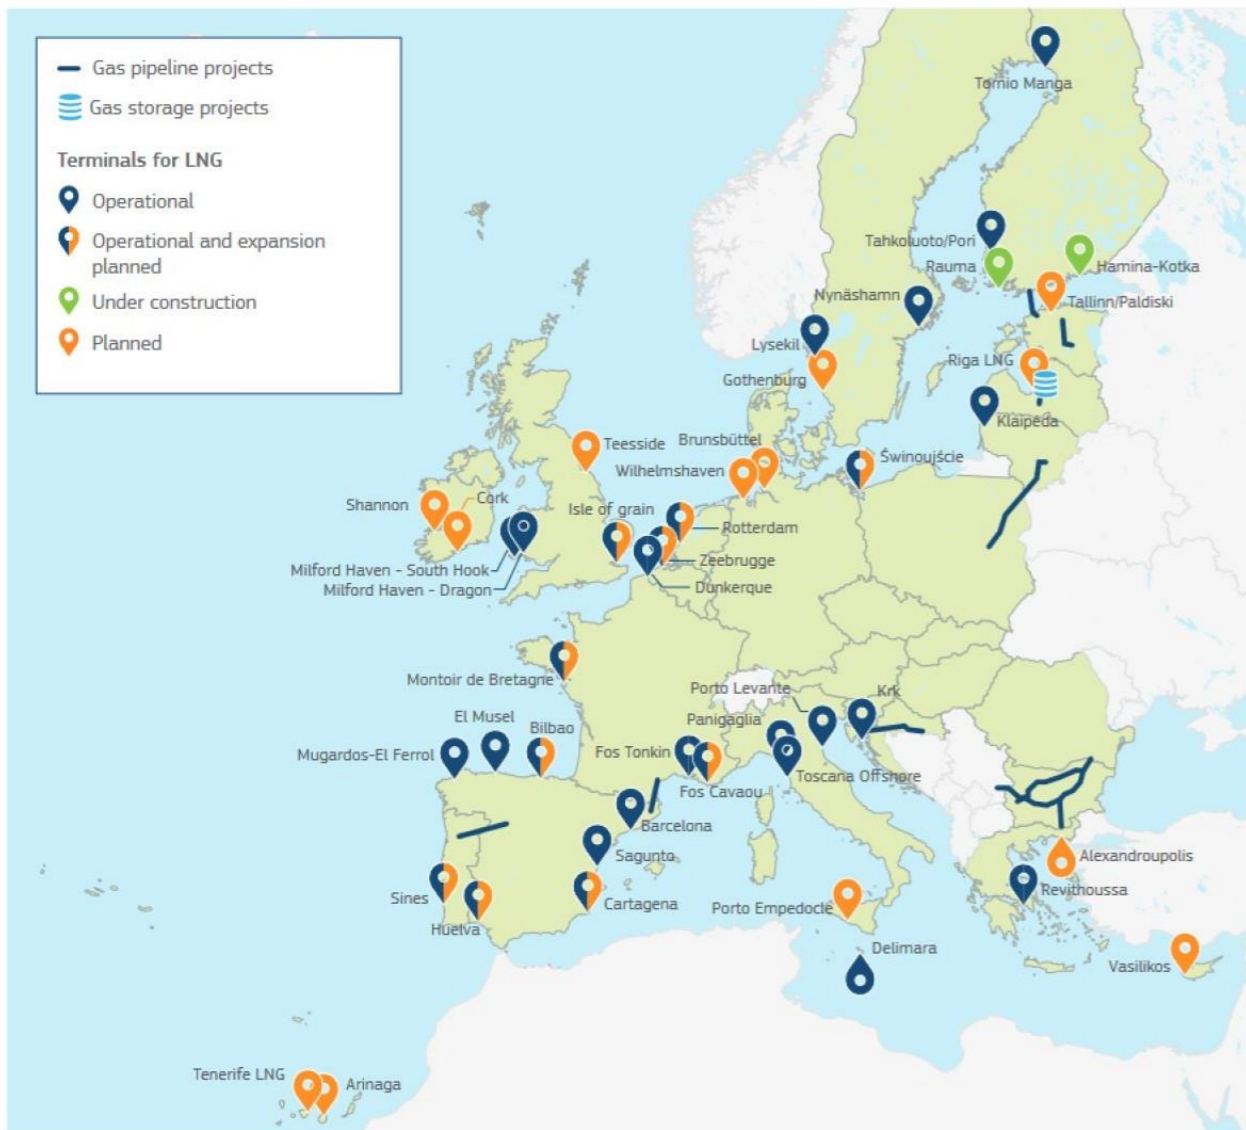 Gas pipeline projects
Gas storage projects
Terminals for LNG
Operational
Operational and expansion
planned
Under construction
Planned
Tornio Manga
Tahkoluoto/Pori
Rauma
Hamina-Kotka
Nynäshamn
Tallinn/Paldiski
Lysekil
Riga LNG
Gothenburg
Klaipeda
Teesside
Brunsbüttel
Świnoujście
Wilhelmshaven
Shannon
Cork
Isle of grain
Rotterdam
Milford Haven - South Hook
Zeebrugge
Milford Haven - Dragon
Dunkerque
Montoir de Bretagne
Porto Levante
Krk
El Musel
Bilbao
Panigaglia
Mugardos-El Ferrol
Fos Tonkin
Toscana Offshore
Fos Cavaou
Barcelona
Sagunto
Alexandroupolis
Revithoussa
Sines
Cartagena
Porto Empedocle
Huelva
Delimara
Vasilikos
Tenerife LNG
Arinaga